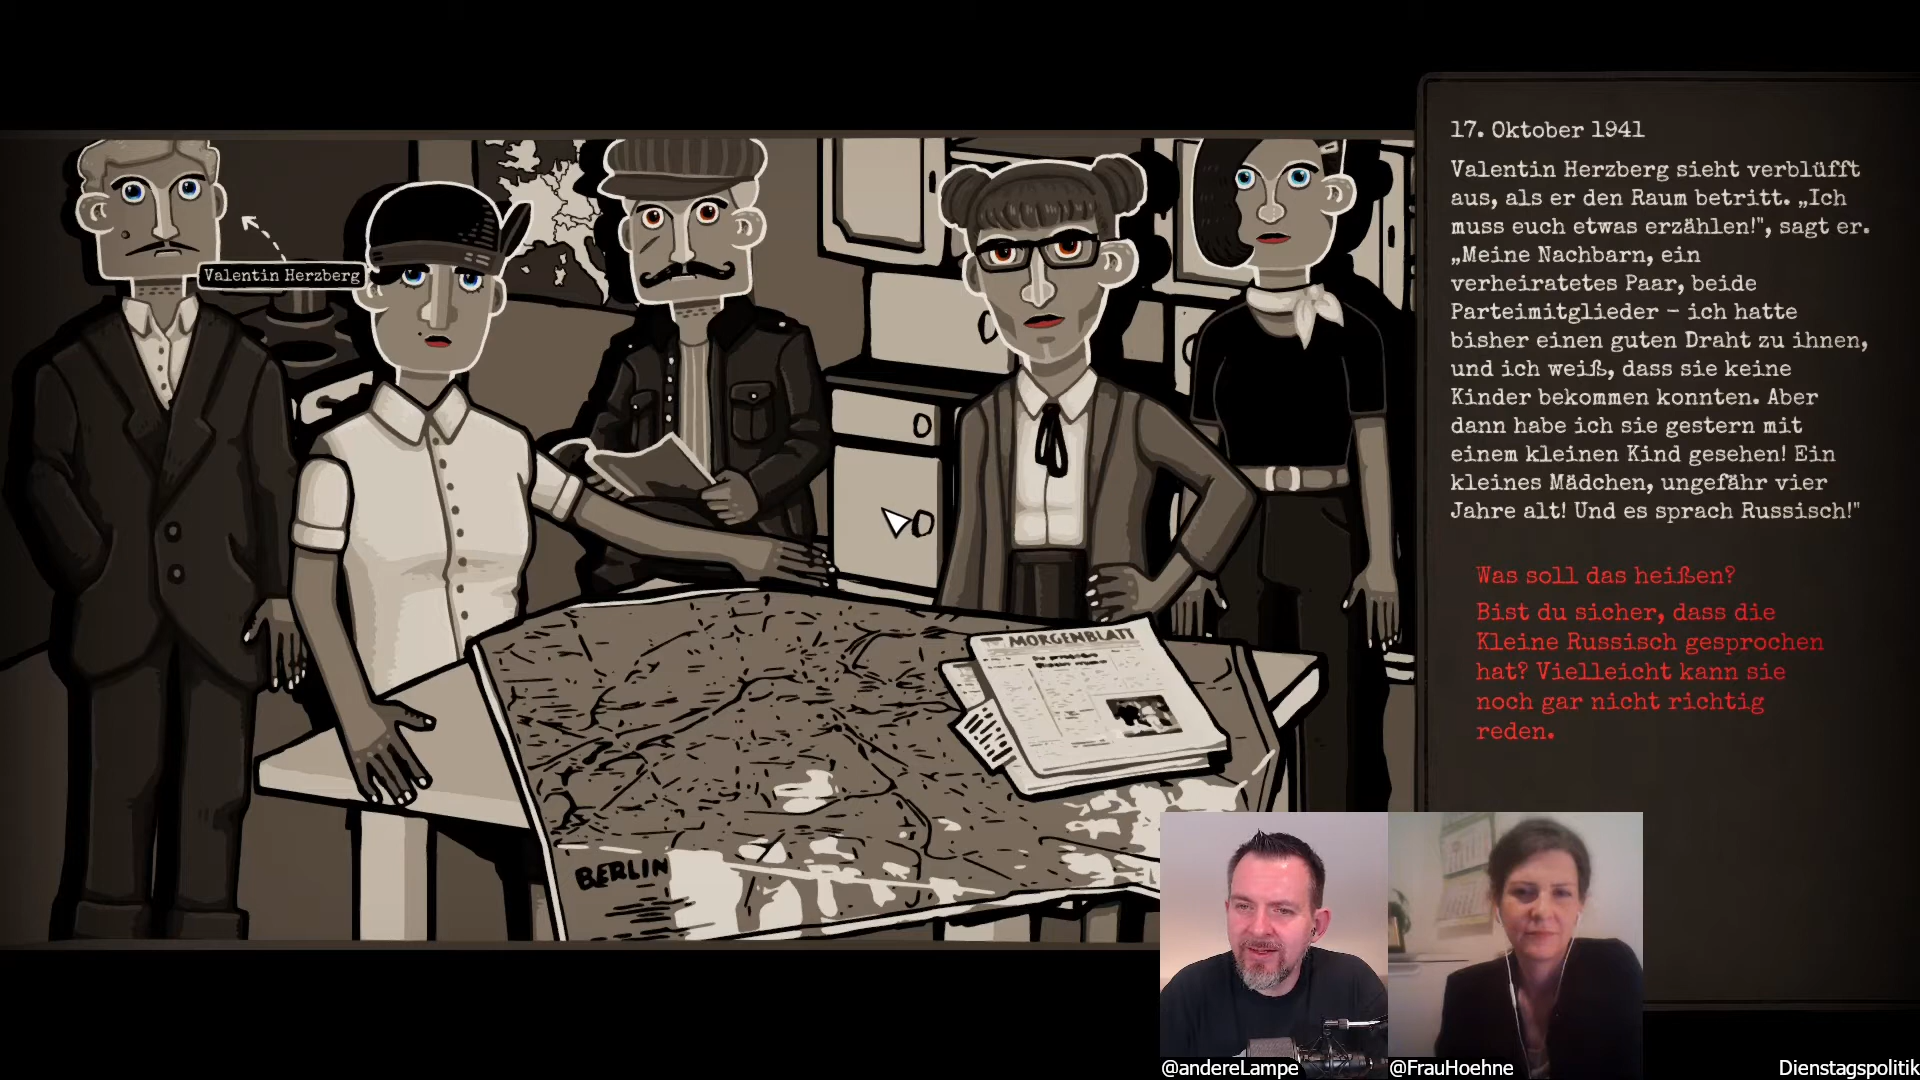 17. Oktober 1941
Valentin Herzberg sieht verblüfft
aus, als er den Raum betritt. „Ich
muss euch etwas erzählen!", sagt er.
„Meine Nachbarn, ein
verheiratetes Paar, beide
Parteimitglieder – ich hatte
bisher einen guten Draht zu ihnen,
und ich weiß, dass sie keine
Kinder bekommen konnten. Aber
dann habe ich sie gestern mit
einem kleinen Kind gesehen! Ein
kleines Mädchen, ungefähr vier
Jahre alt! Und es sprach Russisch!"
Was soll das heißen?
Bist du sicher, dass die
Kleine Russisch gesprochen
hat? Vielleicht kann sie
noch gar nicht richtig
reden.
Valentin Herzberg
MORGENBLATT
BERLIN
@andereLampe
@FrauHoehne
Dienstagspolitik